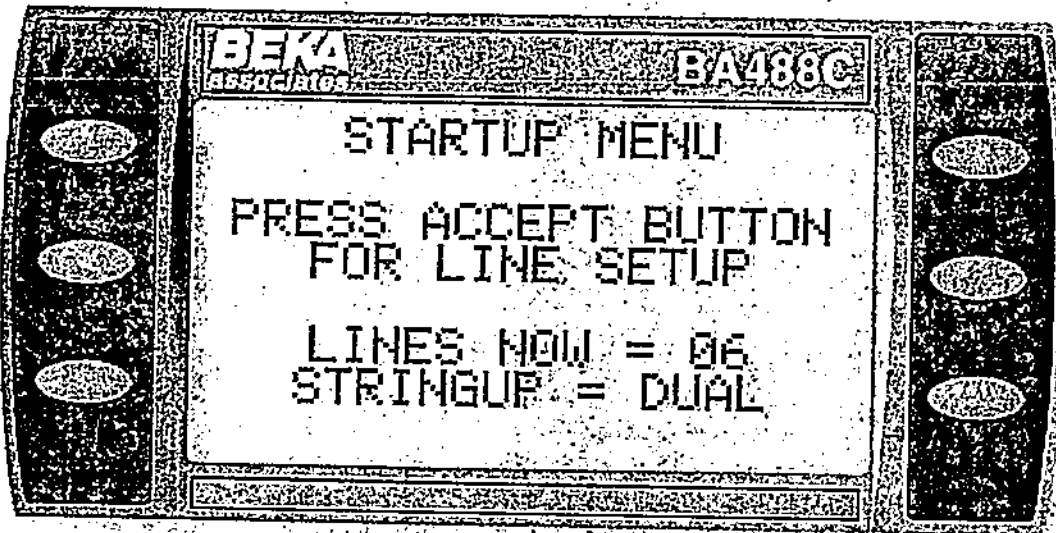 BEKA
associates
BA488C
STARTUP MENU
PRESS ACCEPT BUTTON
FOR LINE SETUP
LINES NOW = 06
STRINGUP = DUAL